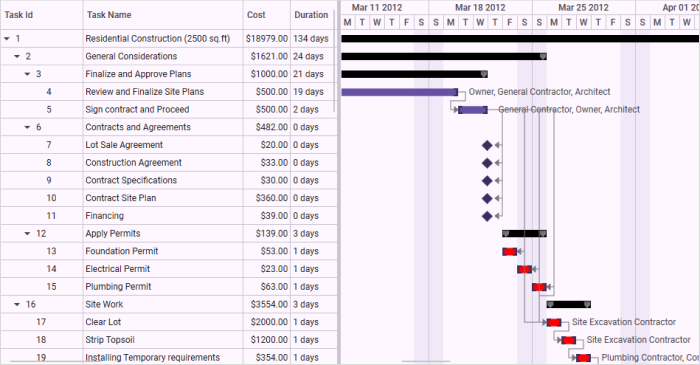 Task Id Task Name Cost Duration Mar 11 2012 Mar 18 2012 Mar 25 2012 Apr 01 20
M T W T F S S M T W T F S S M T W T F S S M T W
1 Residential Construction (2500 sq.ft) $18979.00 134 days
2 General Considerations $1621.00 24 days
3 Finalize and Approve Plans $1000.00 21 days
4 Review and Finalize Site Plans $500.00 19 days Owner, General Contractor, Architect
5 Sign contract and Proceed $500.00 2 days General Contractor, Owner, Architect
6 Contracts and Agreements $482.00 0 days
7 Lot Sale Agreement $20.00 0 days
8 Construction Agreement $33.00 0 days
9 Contract Specifications $30.00 0 days
10 Contract Site Plan $360.00 0 days
11 Financing $39.00 0 days
12 Apply Permits $139.00 3 days
13 Foundation Permit $53.00 1 days
14 Electrical Permit $23.00 1 days
15 Plumbing Permit $63.00 1 days
16 Site Work $3554.00 3 days
17 Clear Lot $2000.00 1 days Site Excavation Contractor
18 Strip Topsoil $1200.00 1 days Site Excavation Contractor
19 Installing Temporary requirements $354.00 1 days Plumbing Contractor, Con